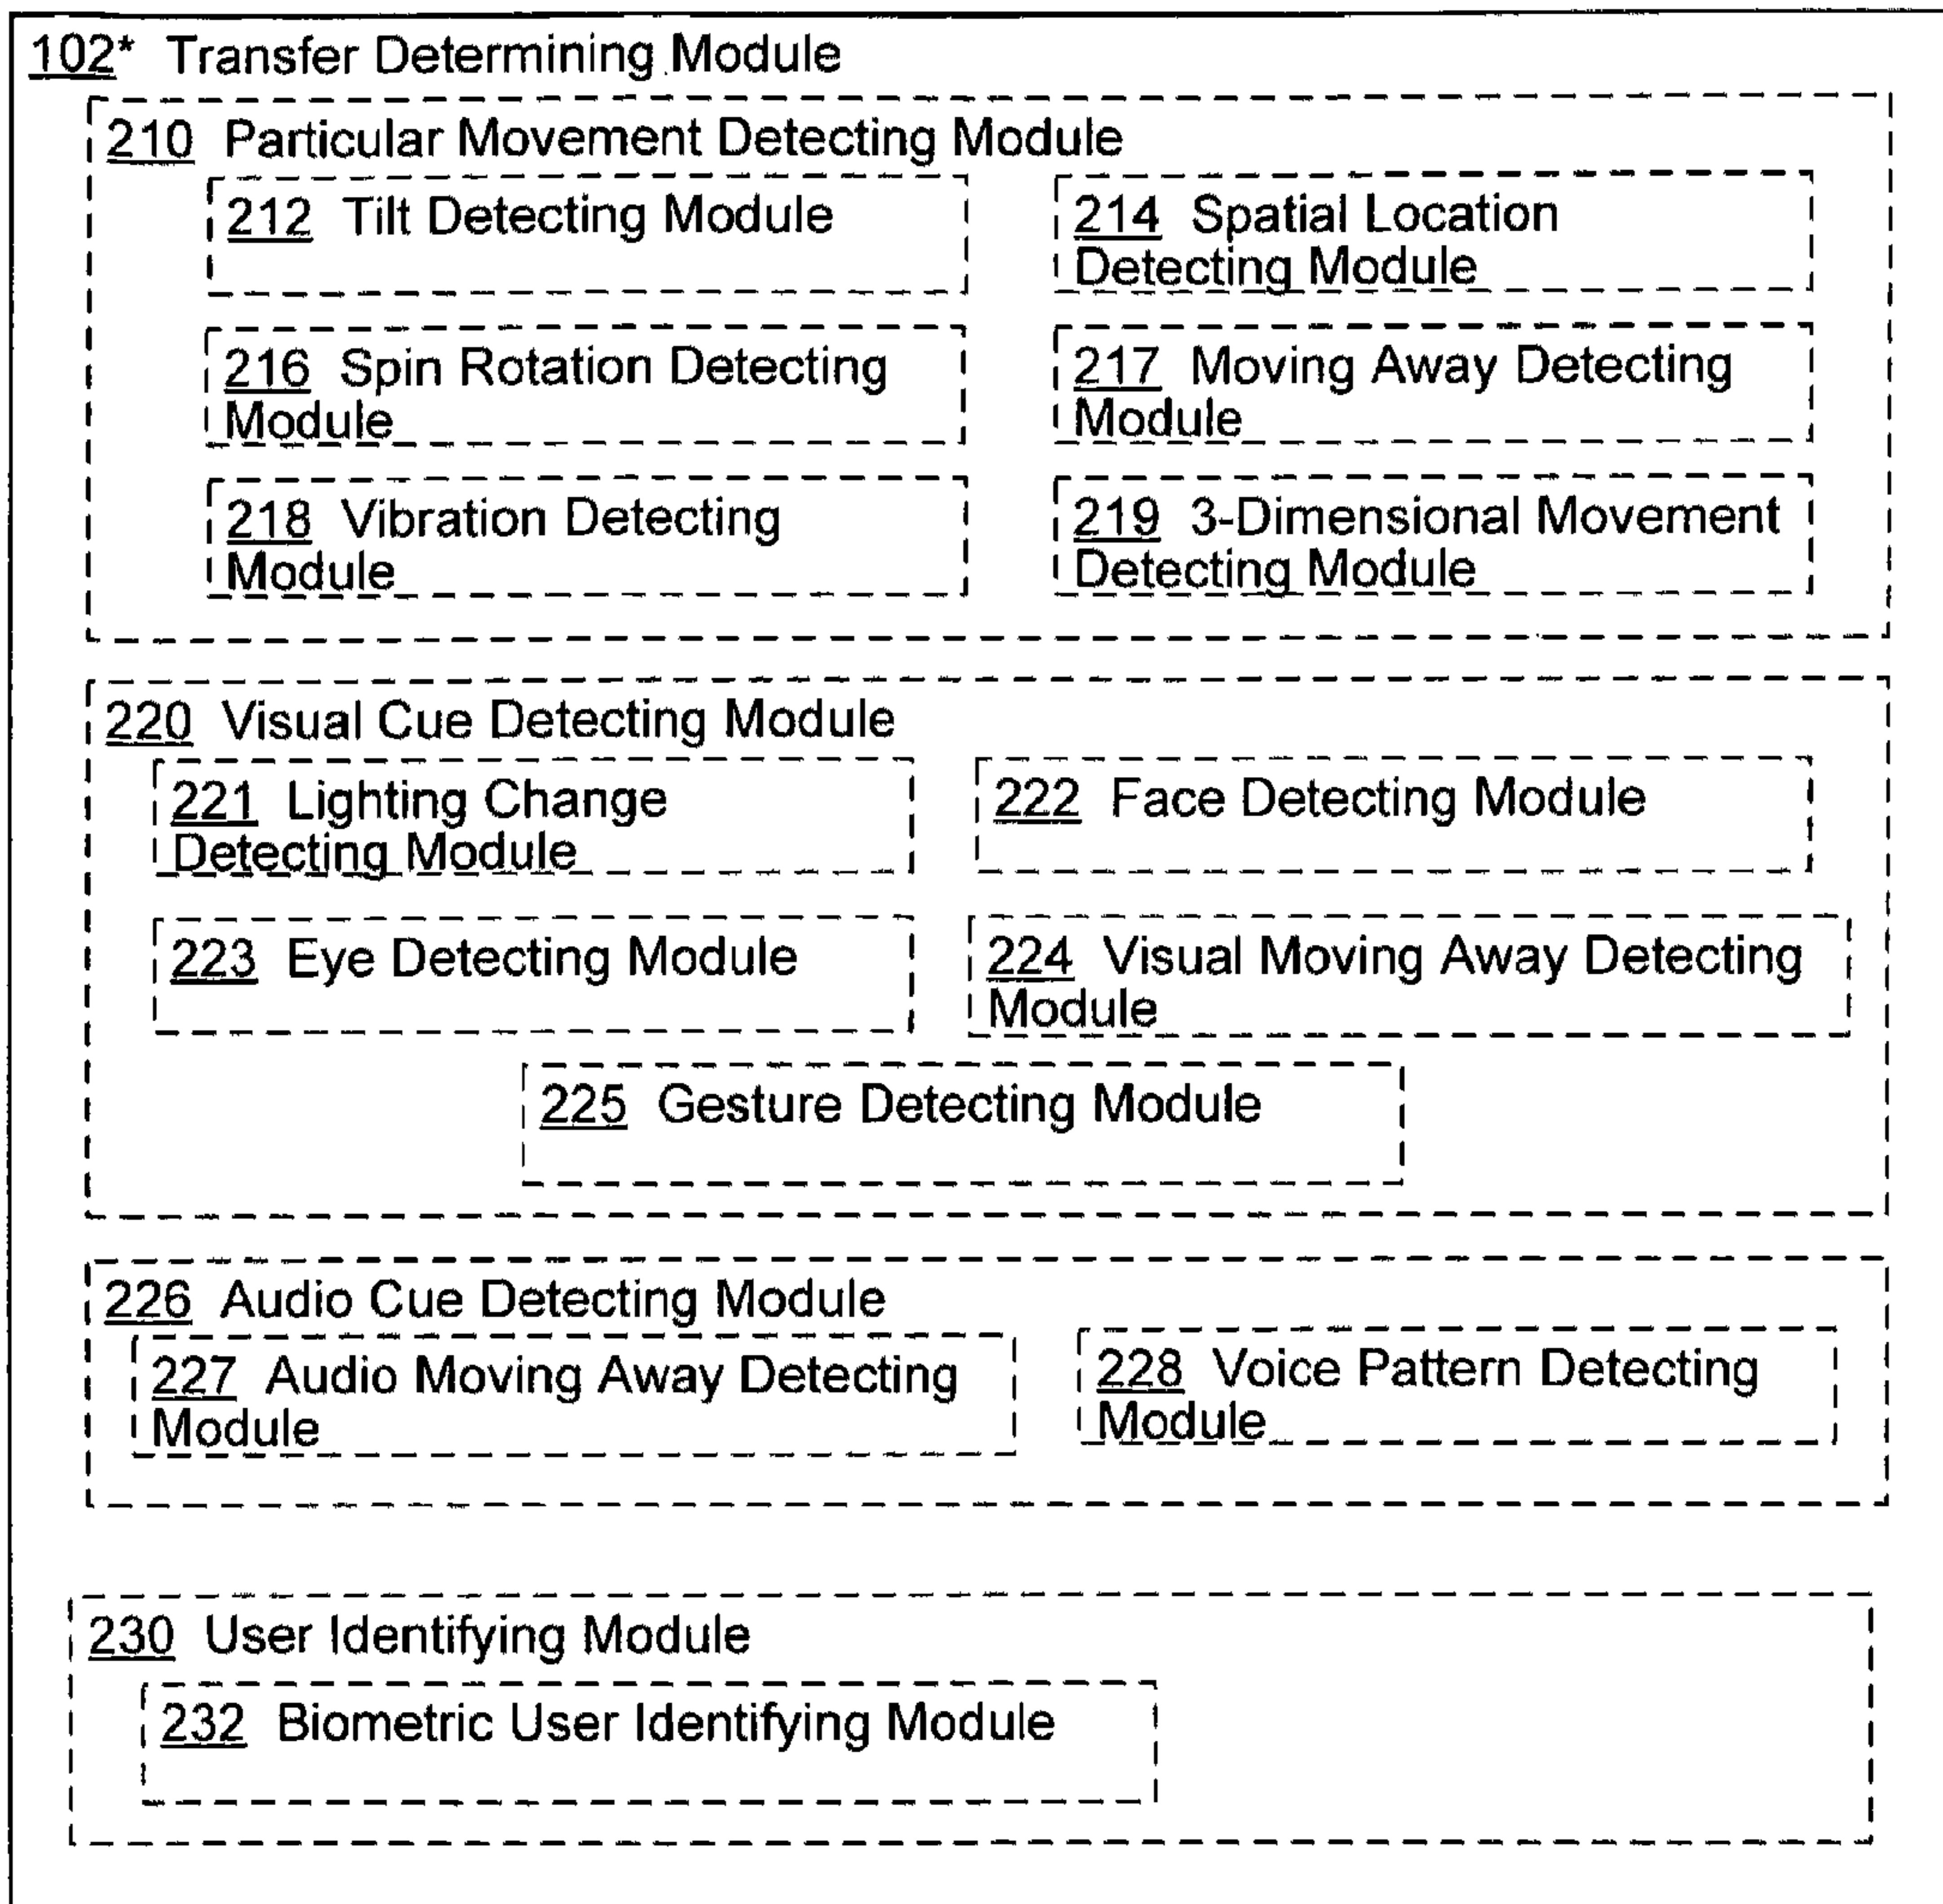 102* Transfer Determining Module
210 Particular Movement Detecting Module
212 Tilt Detecting Module
214 Spatial Location
Detecting Module
216 Spin Rotation Detecting
Module
217 Moving Away Detecting
Module
218 Vibration Detecting
Module
219 3-Dimensional Movement
Detecting Module
220 Visual Cue Detecting Module
221 Lighting Change
Detecting Module
222 Face Detecting Module
223 Eye Detecting Module
224 Visual Moving Away Detecting
Module
225 Gesture Detecting Module
226 Audio Cue Detecting Module
227 Audio Moving Away Detecting
Module
228 Voice Pattern Detecting
Module
230 User Identifying Module
232 Biometric User Identifying Module